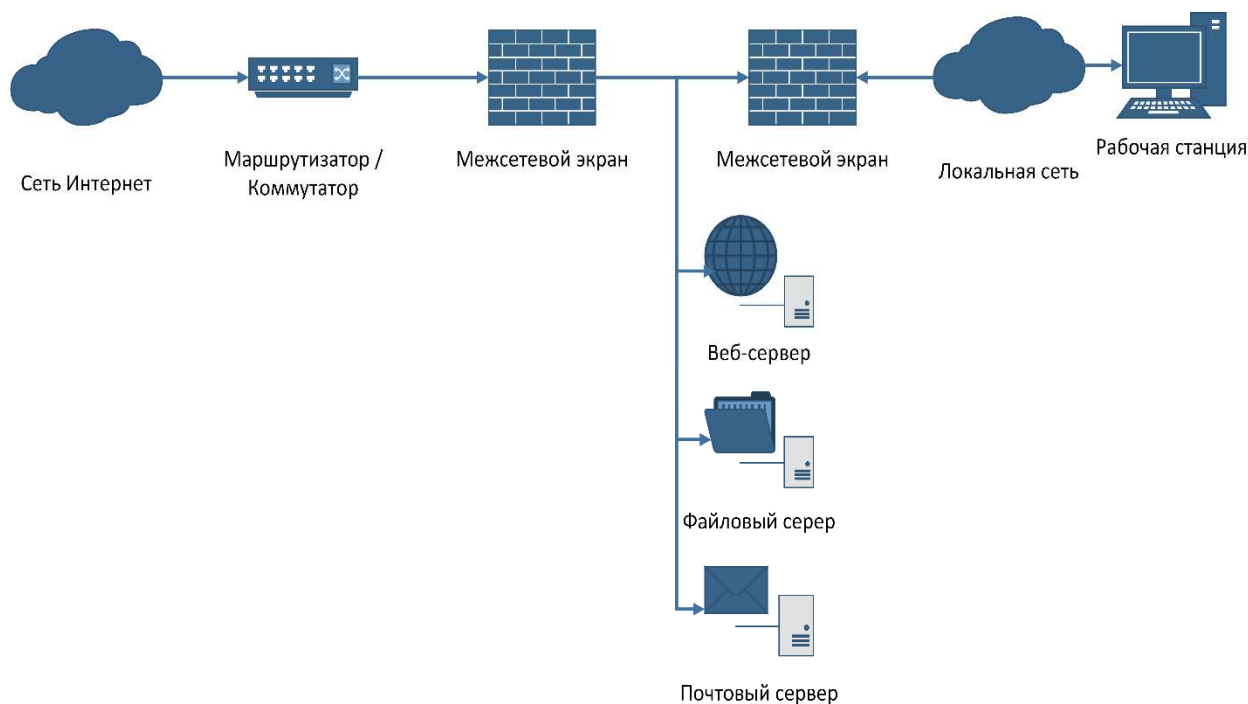 Сеть Интернет
Маршрутизатор /
Коммутатор
Межсетевой экран
Межсетевой экран
Локальная сеть
Рабочая станция
Веб-сервер
Файловый серер
Почтовый сервер